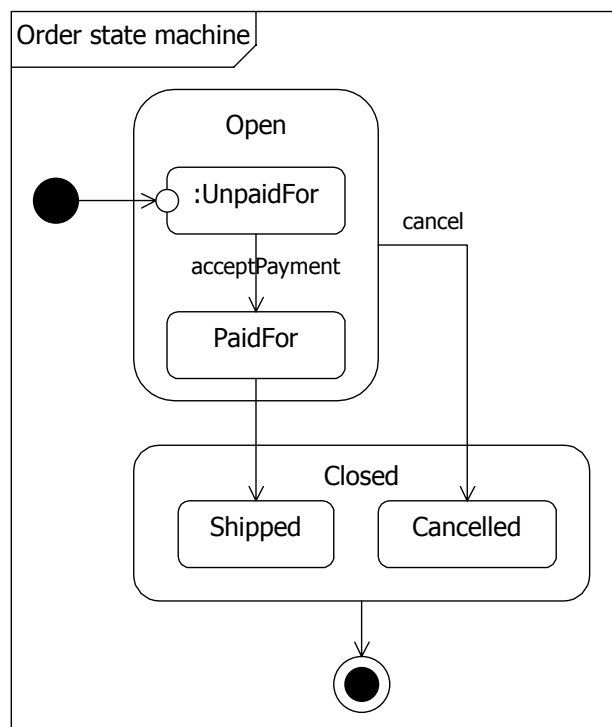 Order state machine
Open
:UnpaidFor
cancel
acceptPayment
PaidFor
Closed
Shipped
Cancelled